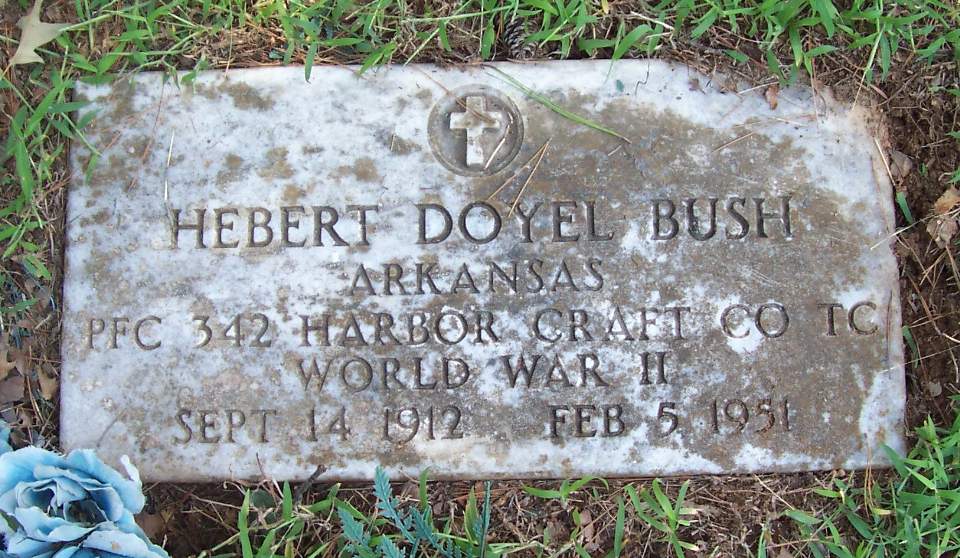 HEBERT DOYEL BUSH
ARKANSAS
PFC 342 HARBOR CRAFT CO TC
WORLD WAR II
SEPT 14 1912 FEB 5 1951